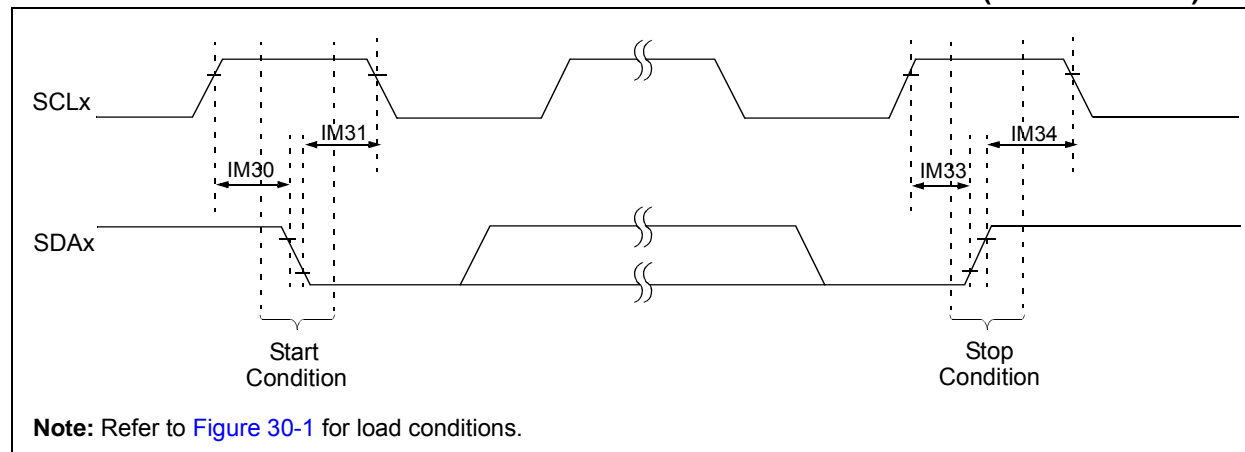 SCLx
IM31
IM34
IM30
IM33
SDAx
Start
Condition
Stop
Condition
Note: Refer to Figure 30-1 for load conditions.